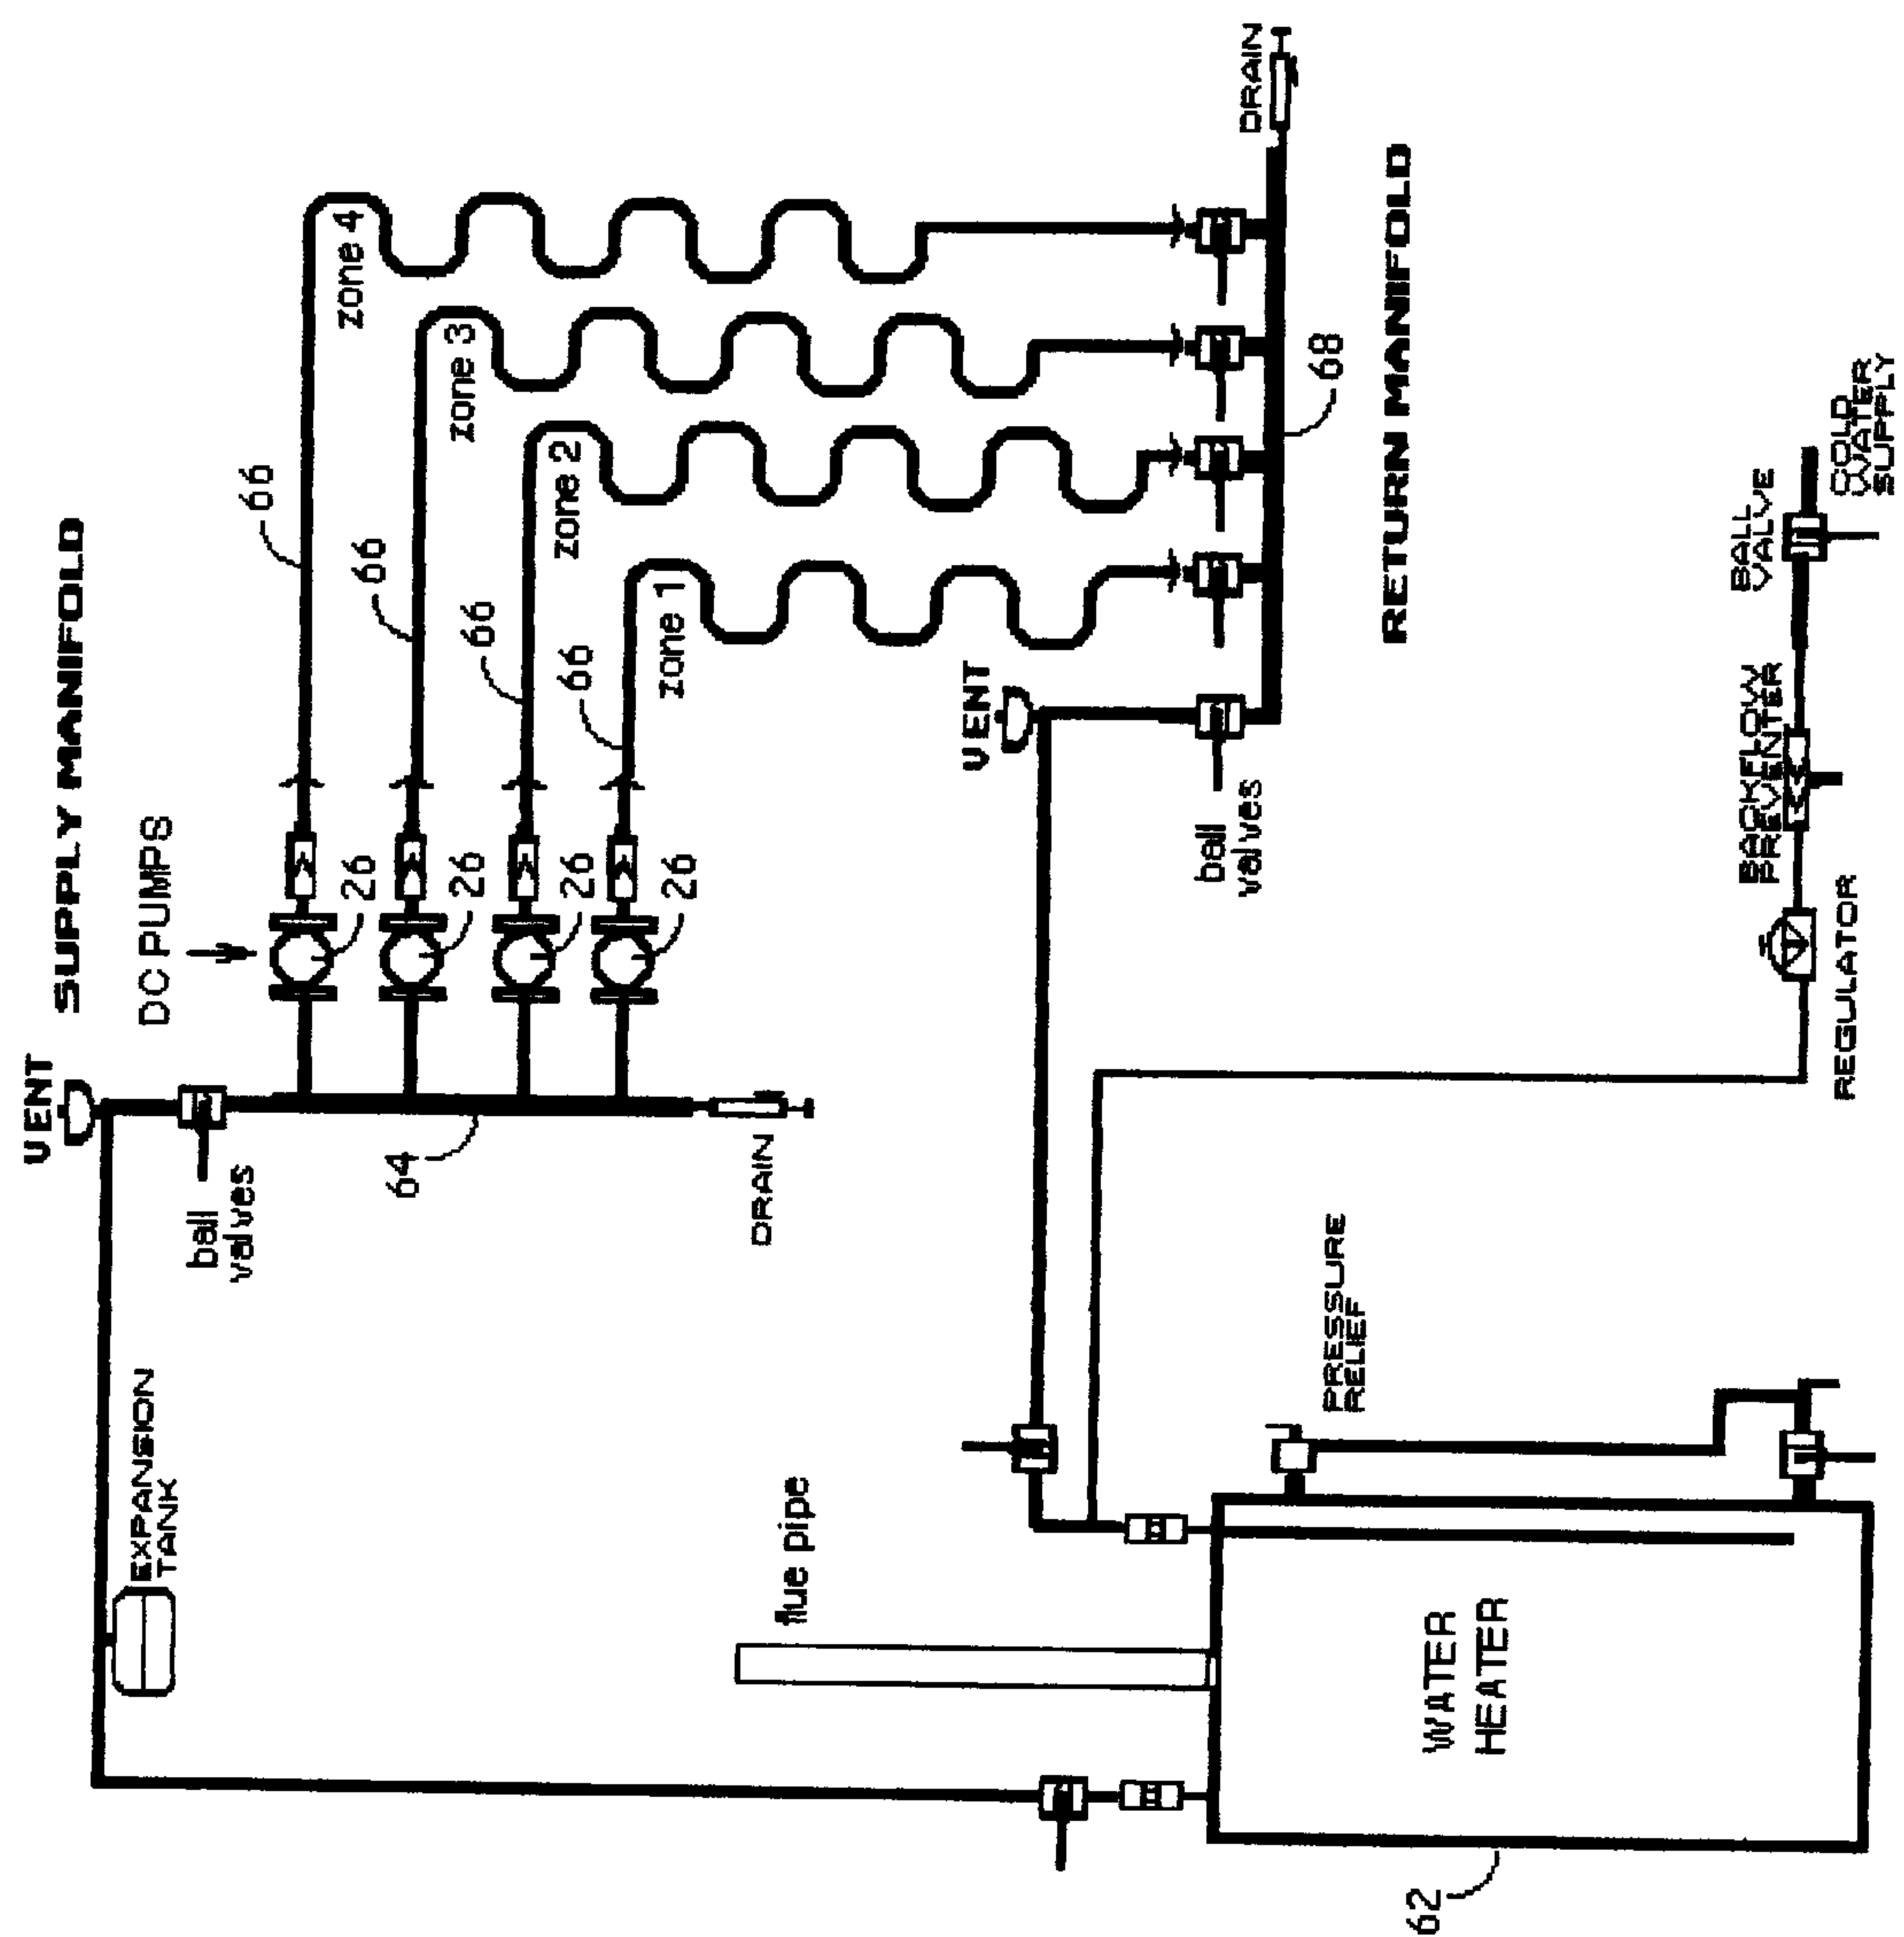 SUPPLY MANIFOLD
VENT
DC PUMPS
EXPANSION
TANK
ball
valves
64
DRAIN
26
26
26
26
66
66
66
66
zone 4
zone 3
zone 2
zone 1
VENT
ball
valves
DRAIN
68
RETURN MANIFOLD
flue pipe
PRESSURE
RELIEF
WATER
HEATER
62
REGULATOR
BACKFLOW
PREVENTER
BALL
VALVE
COLD
WATER
SUPPLY